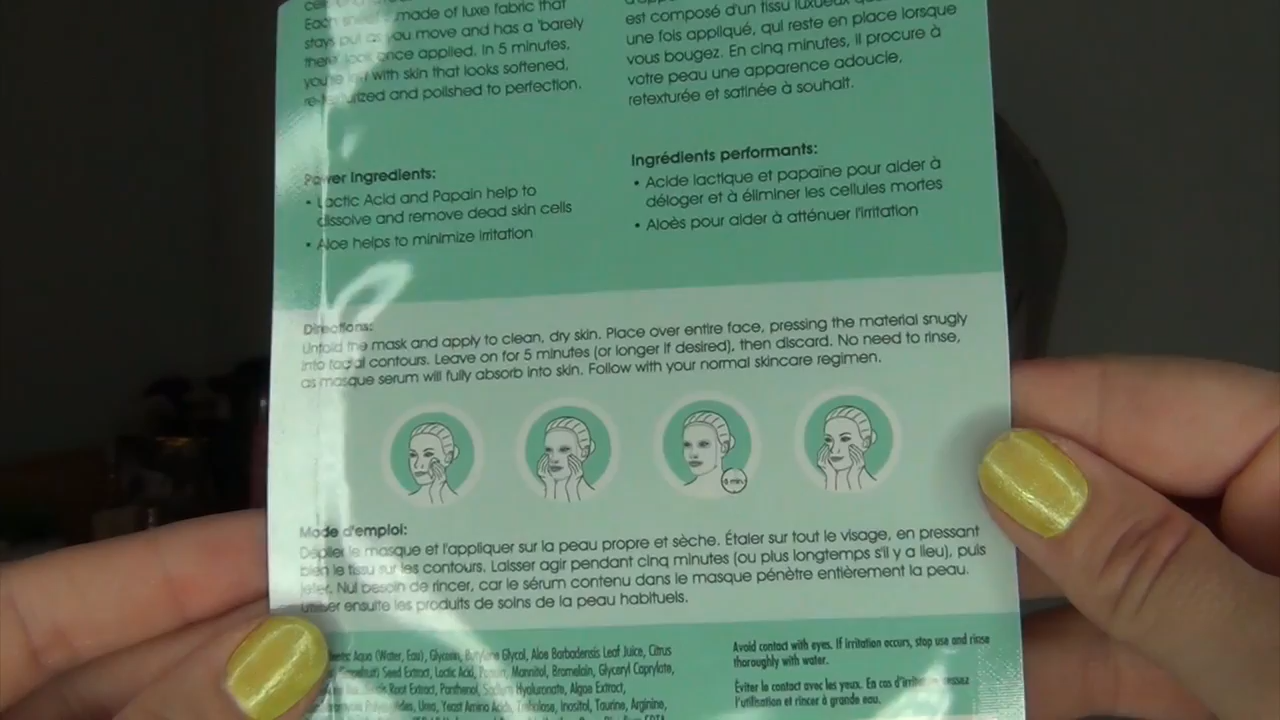 Each made of luxe fabric that
stays put as you move and has a 'barely
there' look once applied. In 5 minutes,
you're with skin that looks softened,
re-texturized and polished to perfection.
est composé d'un tissu luxueux
une fois appliqué, qui reste en place lorsque
vous bougez. En cinq minutes, il procure à
votre peau une apparence adoucie,
retexturée et satinée à souhait.
Power Ingredients:
• Lactic Acid and Papain help to
dissolve and remove dead skin cells
• Aloe helps to minimize irritation
Ingrédients performants:
• Acide lactique et papaïne pour aider à
déloger et à éliminer les cellules mortes
• Aloès pour aider à atténuer l'irritation
Directions:
Unfold the mask and apply to clean, dry skin. Place over entire face, pressing the material snugly
into facial contours. Leave on for 5 minutes (or longer if desired), then discard. No need to rinse,
as masque serum will fully absorb into skin. Follow with your normal skincare regimen.
min.
Mode d'emploi:
Déplier le masque et l'appliquer sur la peau propre et sèche. Étaler sur tout le visage, en pressant
bien le tissu sur les contours. Laisser agir pendant cinq minutes (ou plus longtemps s'il y a lieu), puis
jeter. Nul besoin de rincer, car le sérum contenu dans le masque pénètre entièrement la peau.
Utiliser ensuite les produits de soins de la peau habituels.
Aqua (Water, Eau), Glycerin, Butylene Glycol, Aloe Barbadensis Leaf Juice, Citrus
Seed Extract, Lactic Acid, Papain, Mannitol, Bromelain, Glyceryl Caprylate,
Root Extract, Panthenol, Sodium Hyaluronate, Algae Extract,
Urea, Yeast Amino Acids, Trehalose, Inositol, Taurine, Arginine,
Avoid contact with eyes. If irritation occurs, stop use and rinse
thoroughly with water.
Éviter le contact avec les yeux. En cas d'irritation, cessez
l'utilisation et rincer à grande eau.